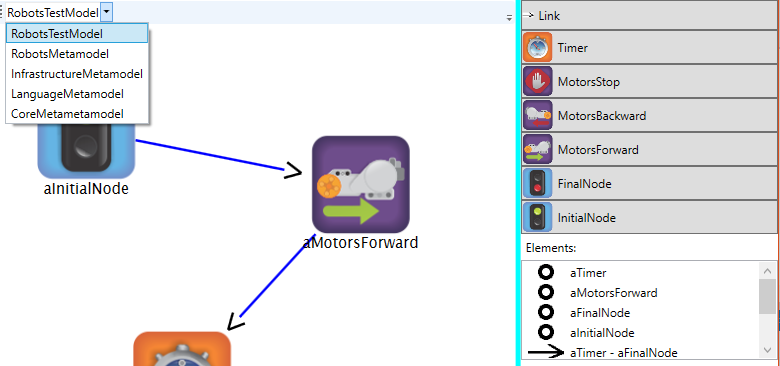 RobotsTestModel
RobotsTestModel
RobotsMetamodel
InfrastructureMetamodel
LanguageMetamodel
CoreMetametamodel
aInitialNode
aMotorsForward
Link
Timer
MotorsStop
MotorsBackward
MotorsForward
FinalNode
InitialNode
Elements:
aTimer
aMotorsForward
aFinalNode
aInitialNode
aTimer - aFinalNode